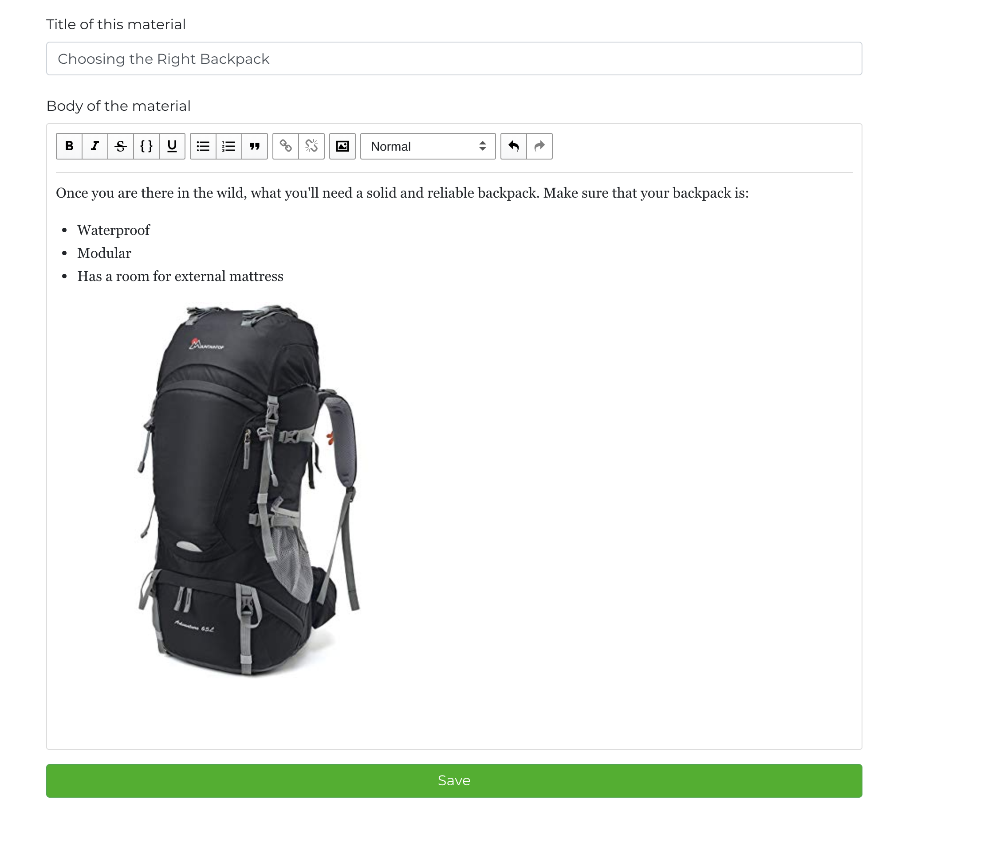 Title of this material
Choosing the Right Backpack
Body of the material
B I S { } U Normal
Once you are there in the wild, what you'll need a solid and reliable backpack. Make sure that your backpack is:
Waterproof
Modular
Has a room for external mattress
MOUNTAINTOP
Adventure 65L
Save